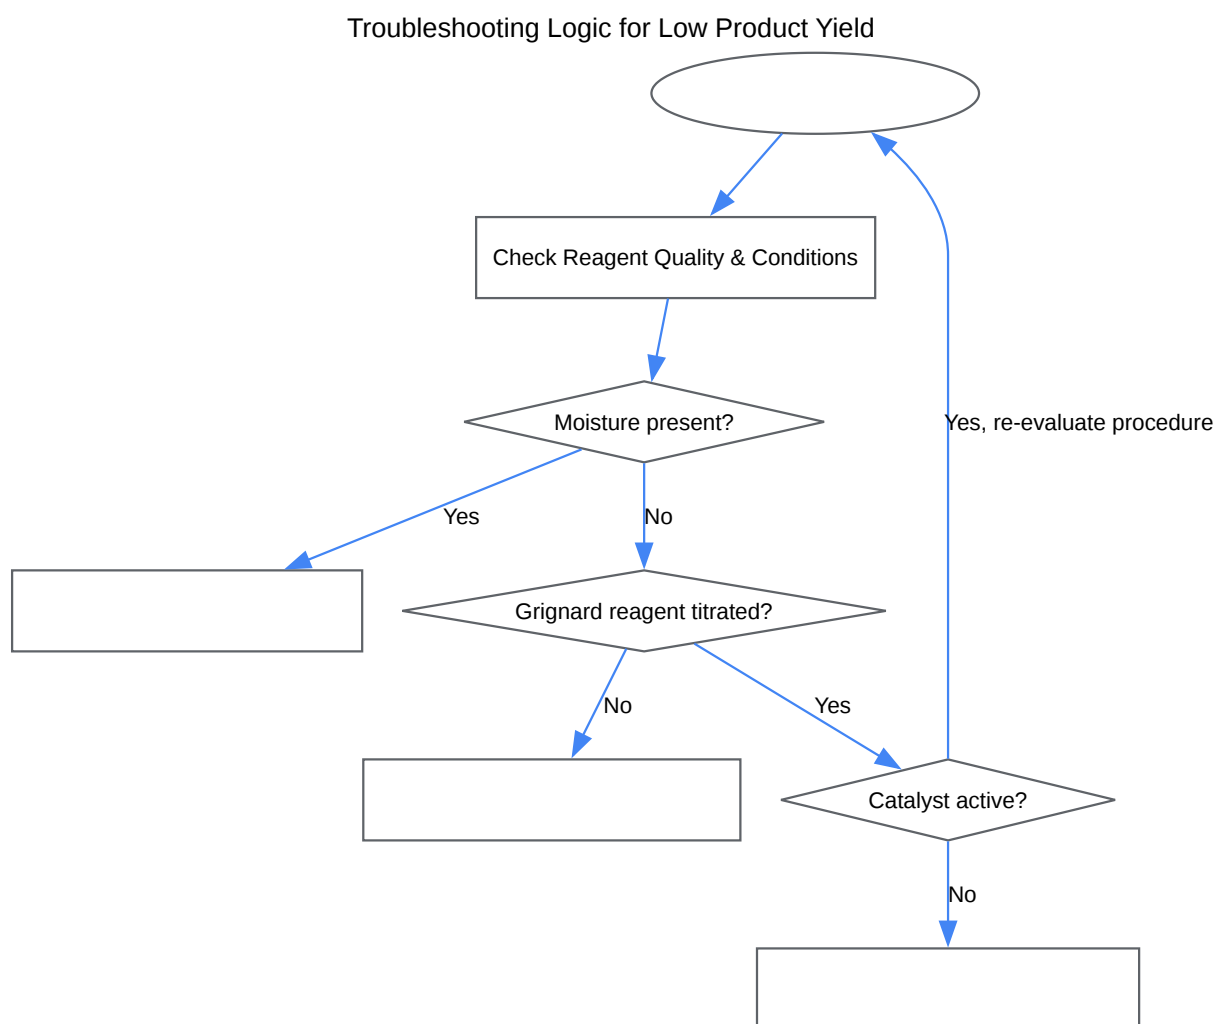 Troubleshooting Logic for Low Product Yield
Check Reagent Quality & Conditions
Moisture present?
Yes, re-evaluate procedure
Yes
No
Grignard reagent titrated?
No
Yes
Catalyst active?
No